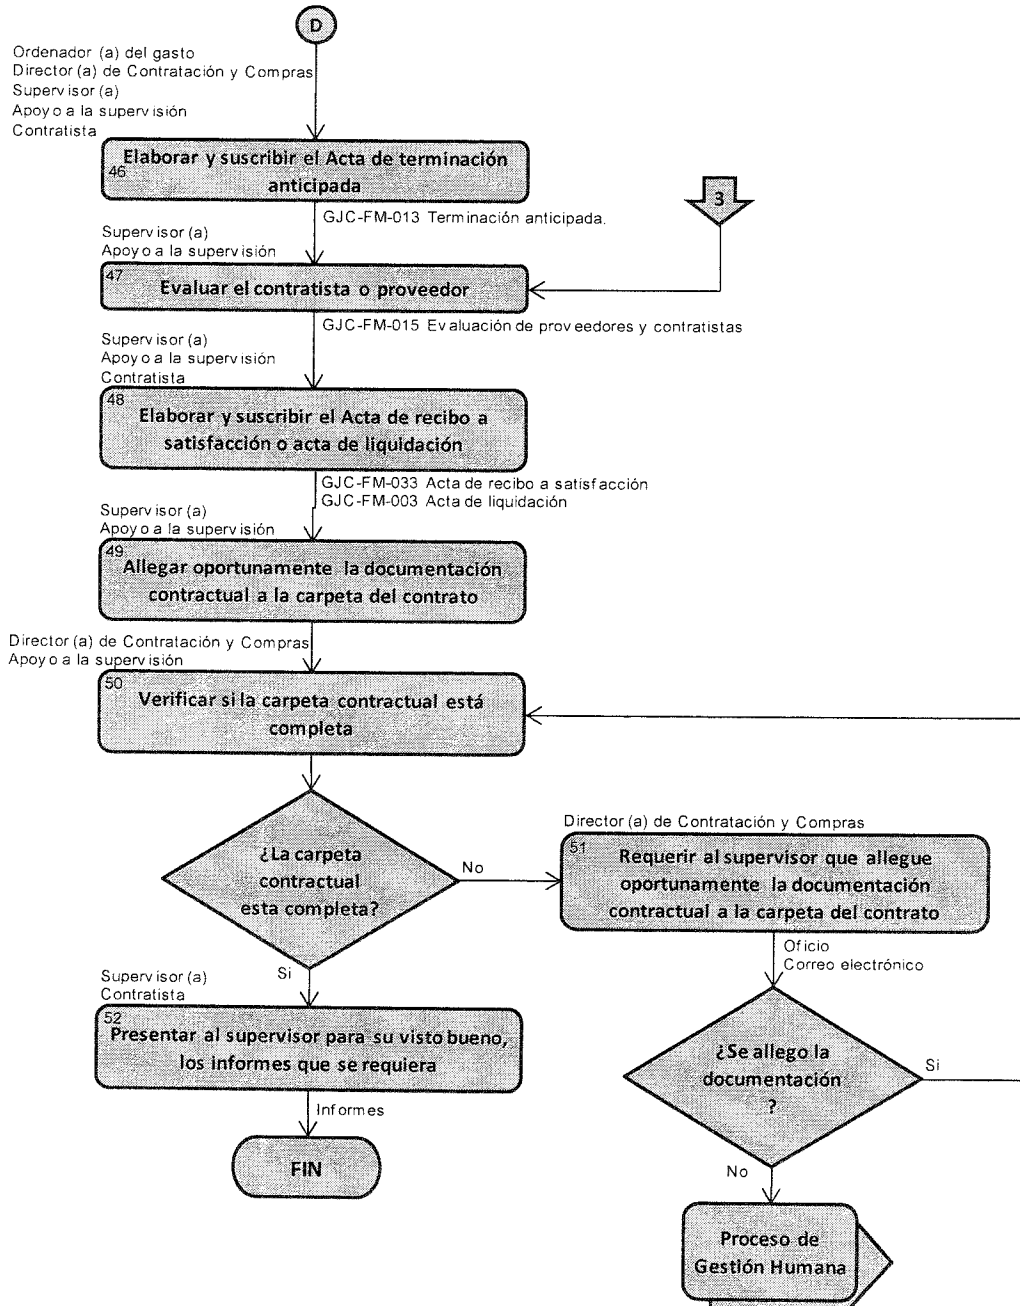 D
Ordenador (a) del gasto
Director (a) de Contratación y Compras
Supervisor (a)
Apoyo a la supervisión
Contratista
46
Elaborar y suscribir el Acta de terminación
anticipada
3
GJC-FM-013 Terminación anticipada.
Supervisor (a)
Apoyo a la supervisión
47
Evaluar el contratista o proveedor
GJC-FM-015 Evaluación de proveedores y contratistas
Supervisor (a)
Apoyo a la supervisión
Contratista
48
Elaborar y suscribir el Acta de recibo a
satisfacción o acta de liquidación
GJC-FM-033 Acta de recibo a satisfacción
GJC-FM-003 Acta de liquidación
Supervisor (a)
Apoyo a la supervisión
49
Allegar oportunamente la documentación
contractual a la carpeta del contrato
Director (a) de Contratación y Compras
Apoyo a la supervisión
50
Verificar si la carpeta contractual está
completa
¿La carpeta
contractual
esta completa?
No
Director (a) de Contratación y Compras
51
Requerir al supervisor que allegue
oportunamente la documentación
contractual a la carpeta del contrato
Oficio
Correo electrónico
Si
Supervisor (a)
Contratista
52
Presentar al supervisor para su visto bueno,
los informes que se requiera
Informes
FIN
¿Se allego la
documentación
?
Si
No
Proceso de
Gestión Humana